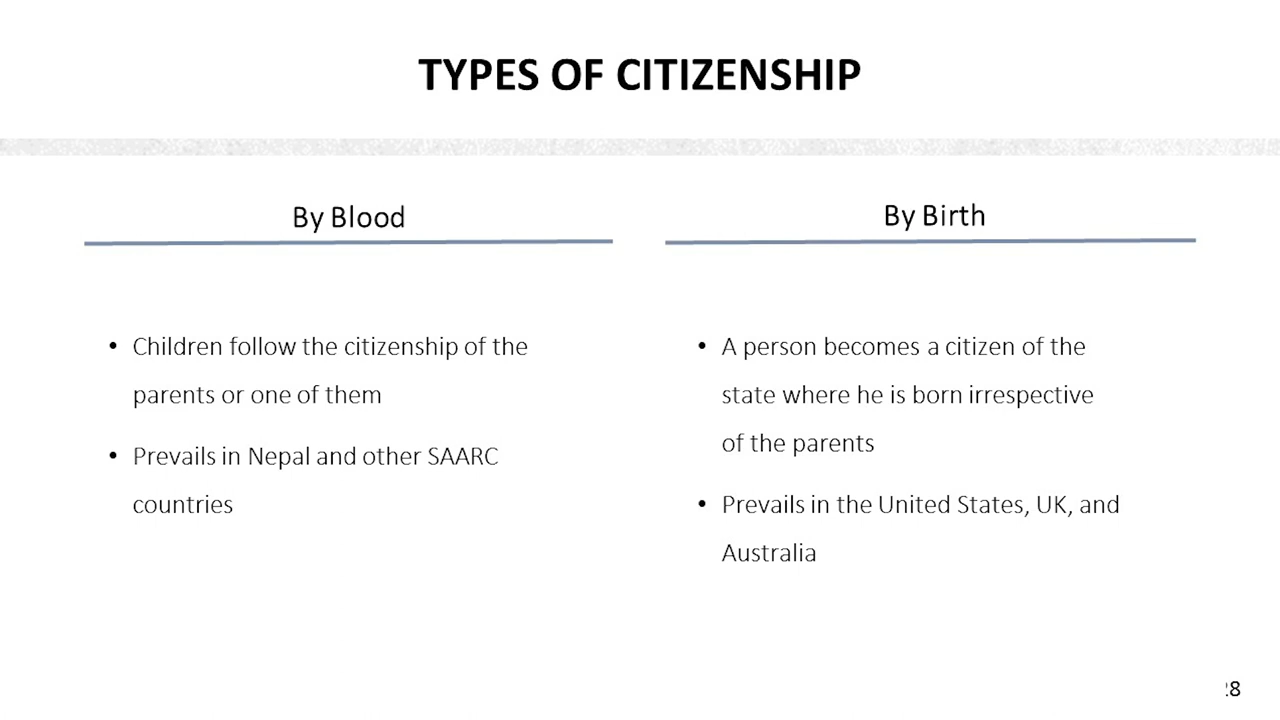 TYPES OF CITIZENSHIP
By Blood
• Children follow the citizenship of the
parents or one of them
• Prevails in Nepal and other SAARC
countries
By Birth
• A person becomes a citizen of the
state where he is born irrespective
of the parents
• Prevails in the United States, UK, and
Australia